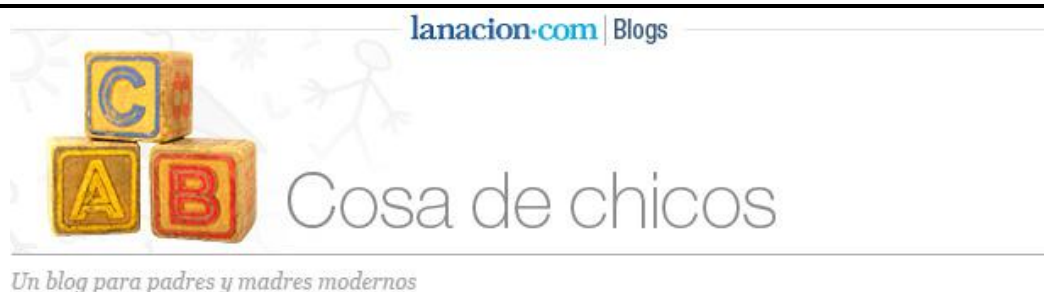 lanacion.com | Blogs
C
A B
Cosa de chicos
Un blog para padres y madres modernos